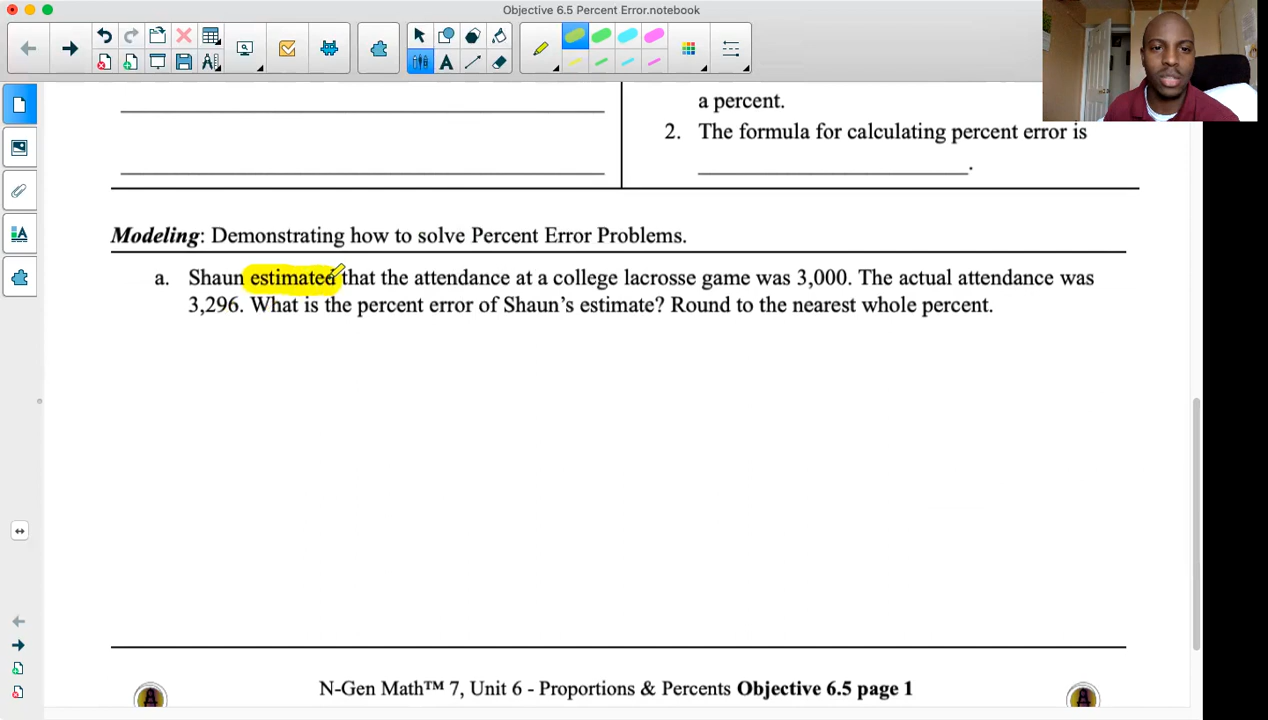 Objective 6.5 Percent Error.notebook
a percent.
2. The formula for calculating percent error is
____________________.
Modeling: Demonstrating how to solve Percent Error Problems.
a. Shaun estimated that the attendance at a college lacrosse game was 3,000. The actual attendance was
3,296. What is the percent error of Shaun’s estimate? Round to the nearest whole percent.
N-Gen Math™ 7, Unit 6 - Proportions & Percents Objective 6.5 page 1